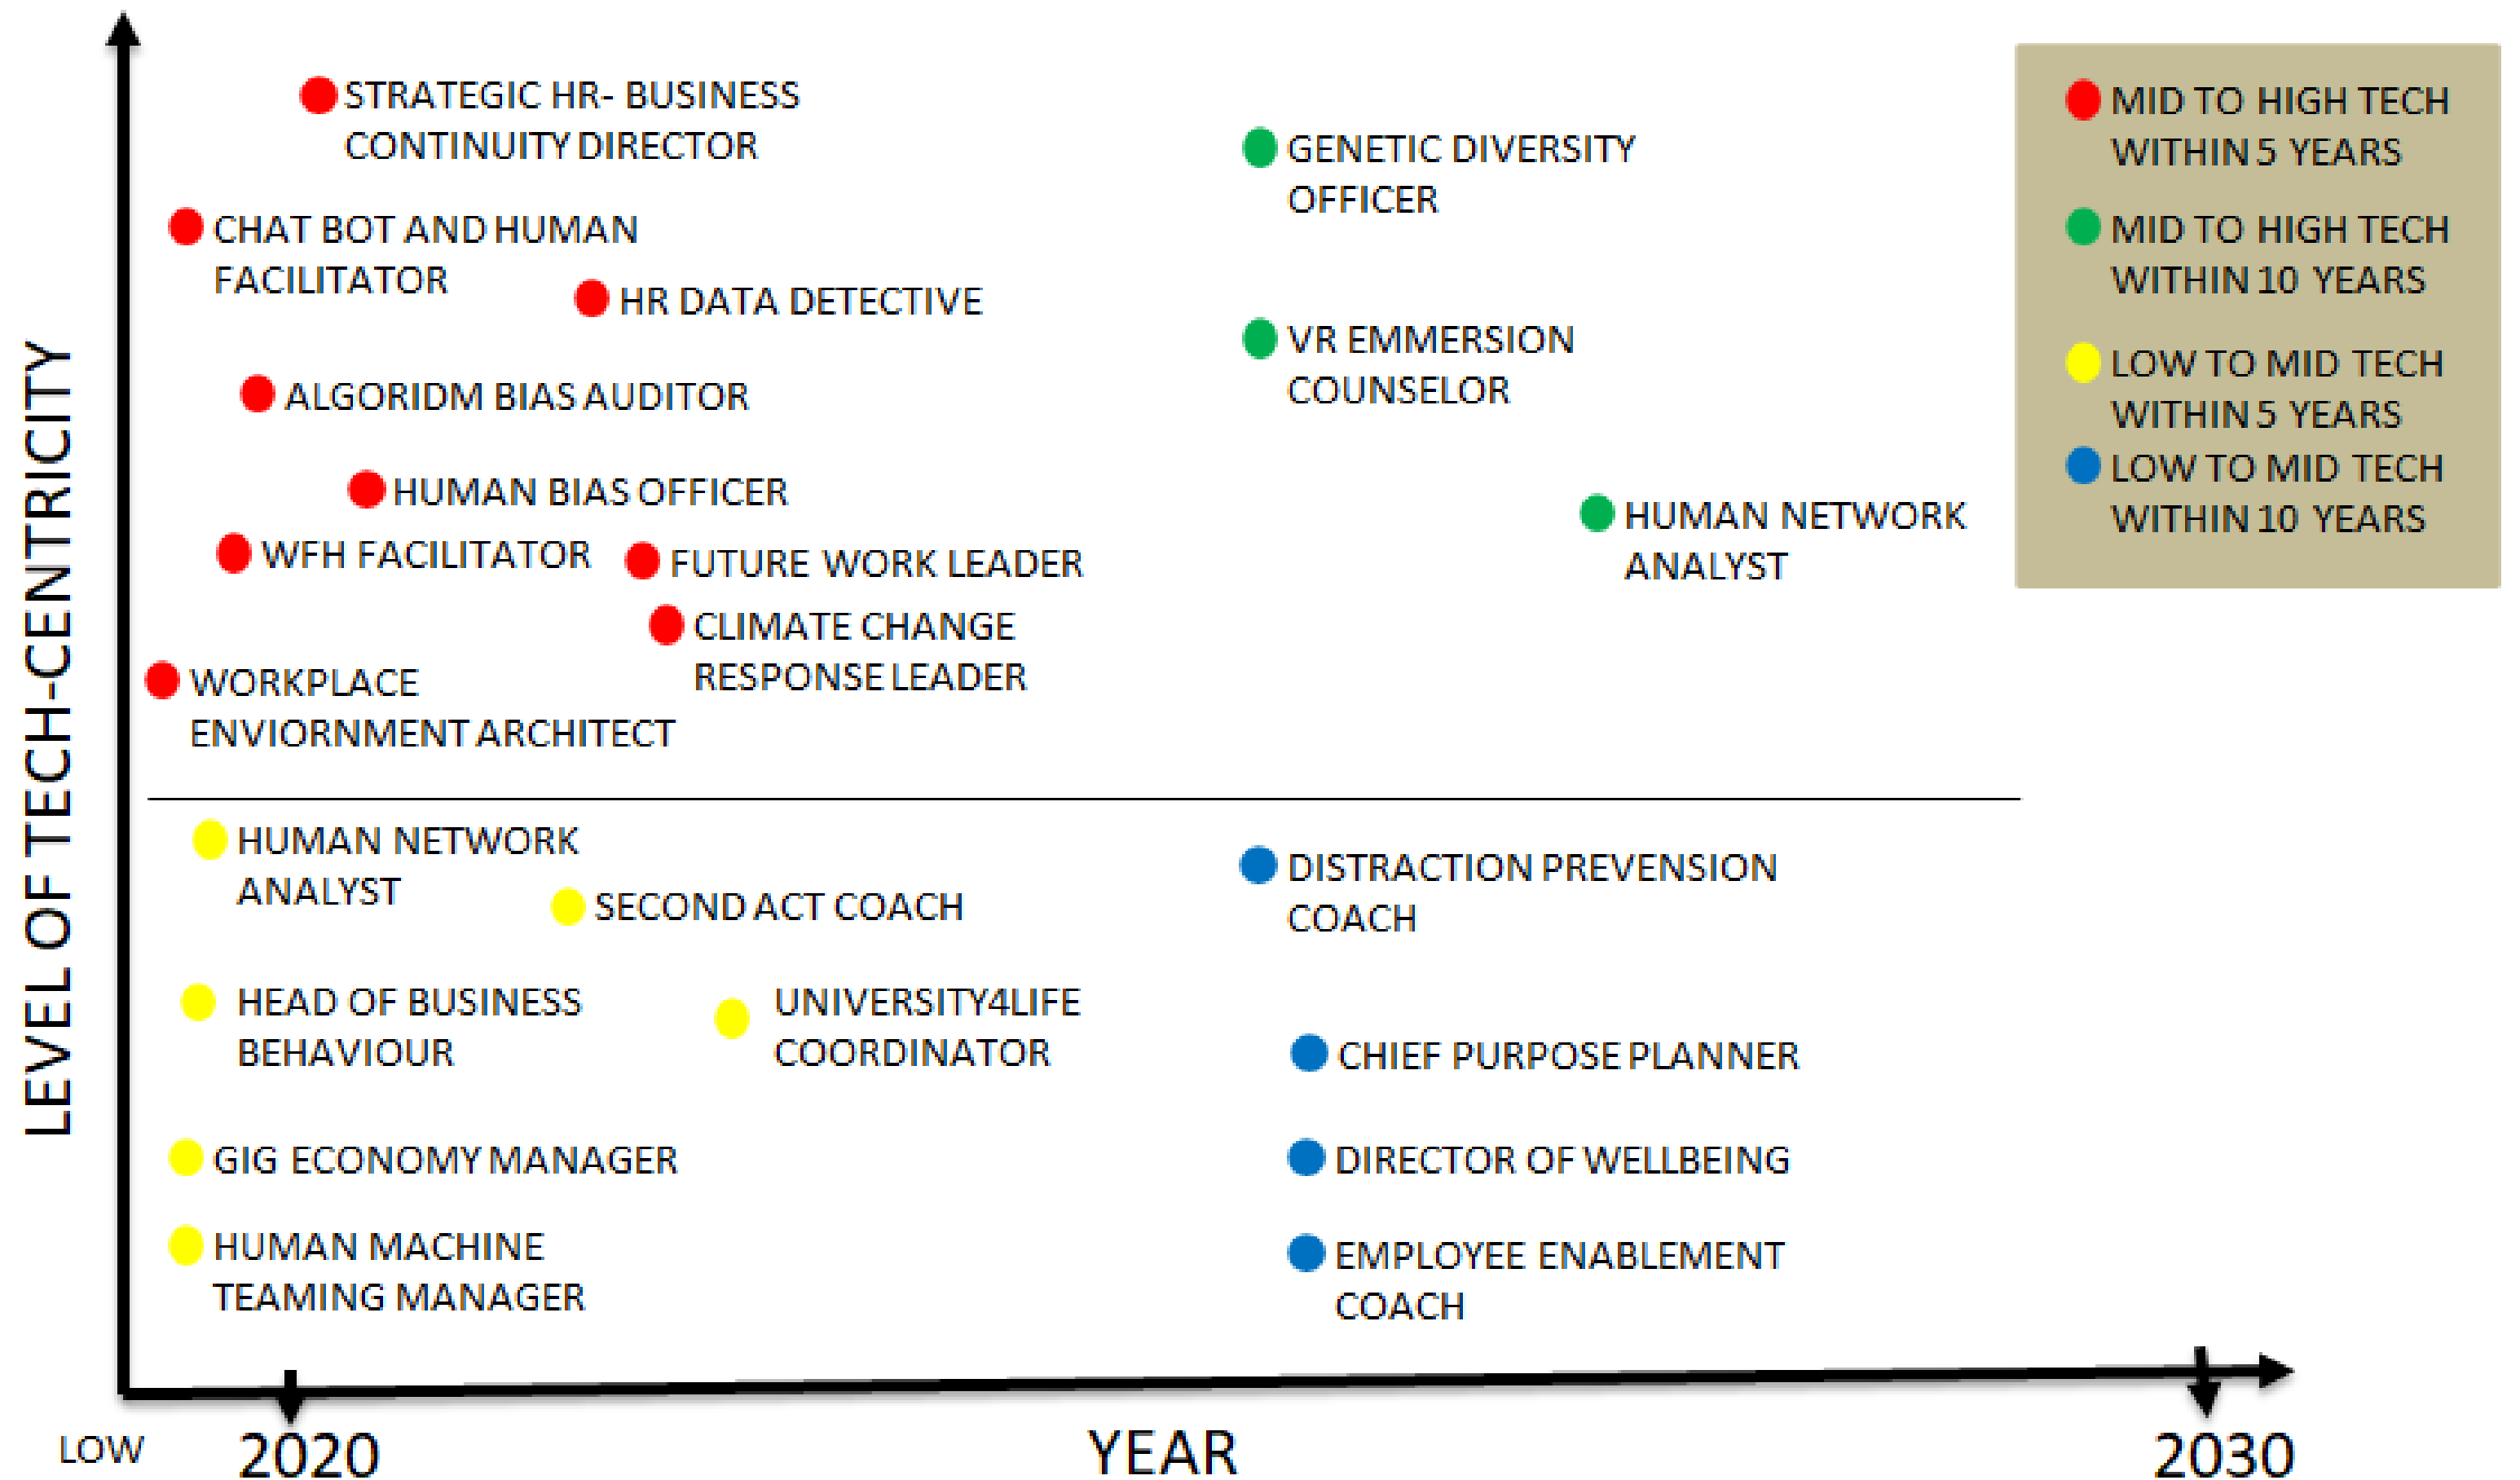 LEVEL OF TECH-CENTRICITY
STRATEGIC HR- BUSINESS
CONTINUITY DIRECTOR
CHAT BOT AND HUMAN
FACILITATOR
HR DATA DETECTIVE
ALGORIDM BIAS AUDITOR
HUMAN BIAS OFFICER
WFH FACILITATOR
FUTURE WORK LEADER
CLIMATE CHANGE
RESPONSE LEADER
WORKPLACE
ENVIORNMENT ARCHITECT
GENETIC DIVERSITY
OFFICER
VR EMMERSION
COUNSELOR
HUMAN NETWORK
ANALYST
MID TO HIGH TECH
WITHIN 5 YEARS
MID TO HIGH TECH
WITHIN 10 YEARS
LOW TO MID TECH
WITHIN 5 YEARS
LOW TO MID TECH
WITHIN 10 YEARS
HUMAN NETWORK
ANALYST
SECOND ACT COACH
HEAD OF BUSINESS
BEHAVIOUR
UNIVERSITY4LIFE
COORDINATOR
GIG ECONOMY MANAGER
HUMAN MACHINE
TEAMING MANAGER
DISTRACTION PREVENSION
COACH
CHIEF PURPOSE PLANNER
DIRECTOR OF WELLBEING
EMPLOYEE ENABLEMENT
COACH
LOW
2020
YEAR
2030